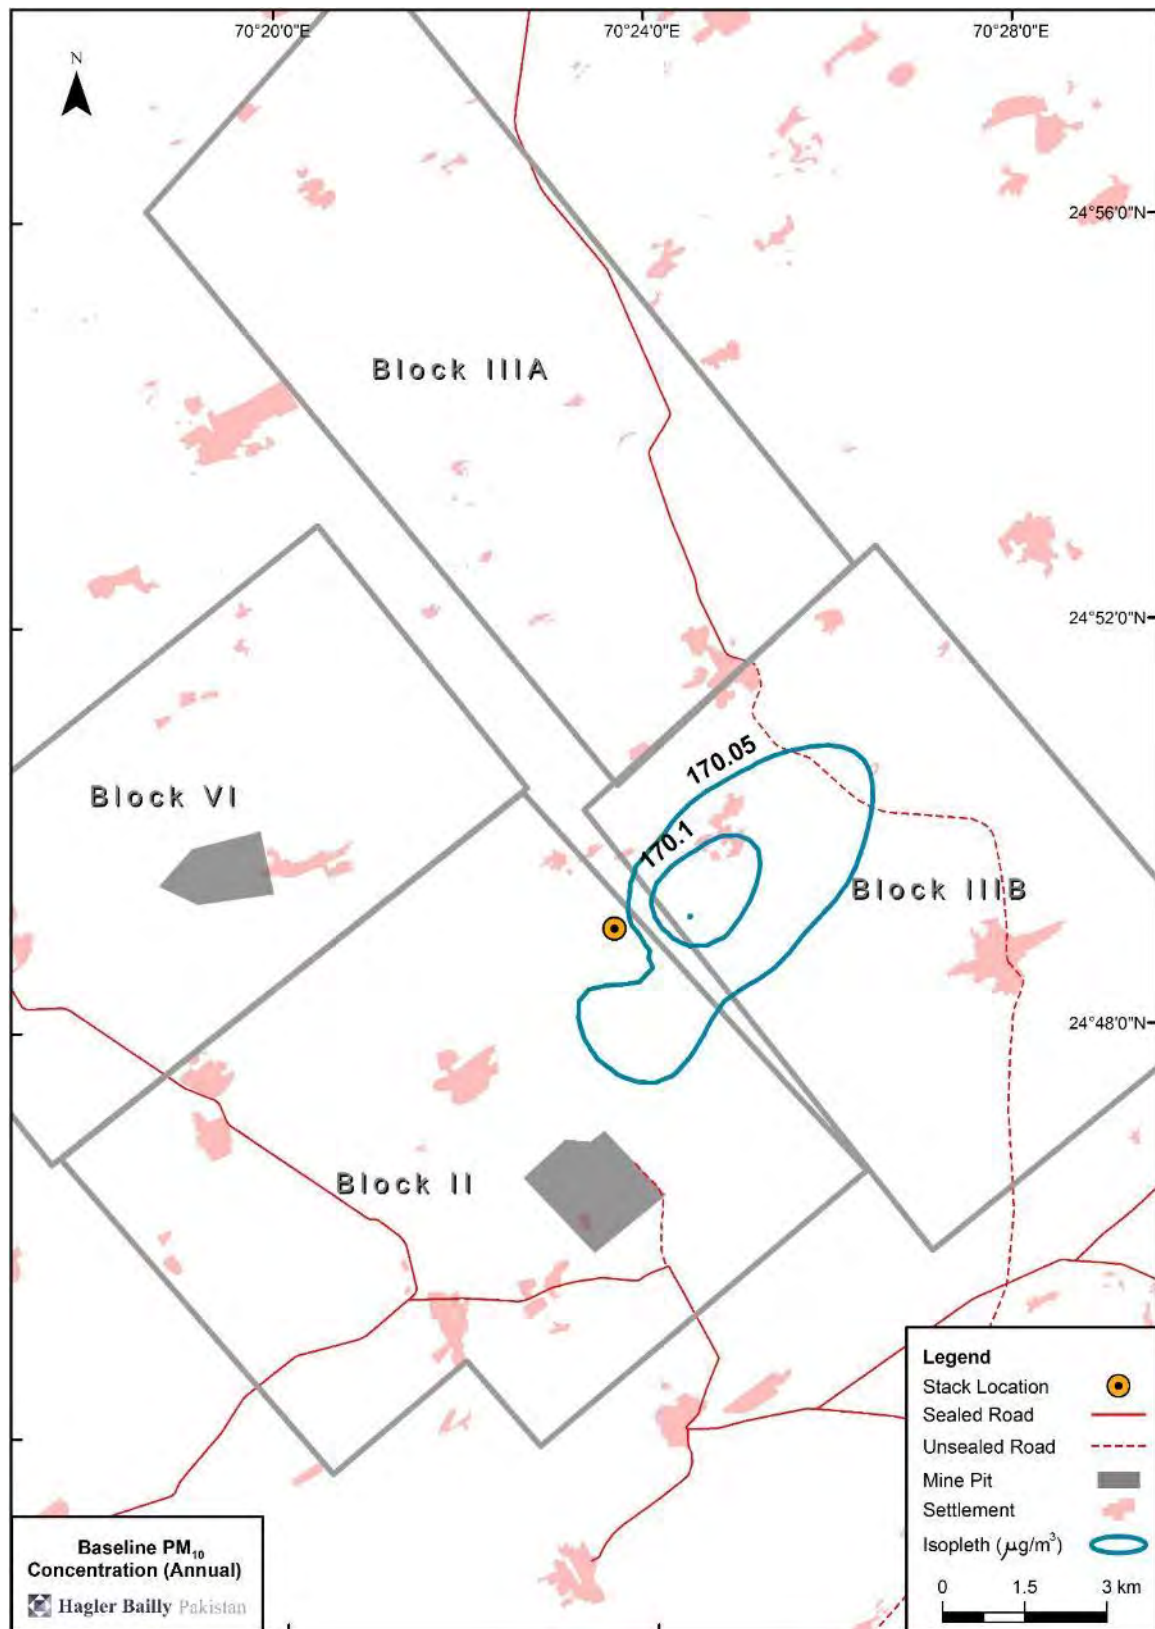 70°20'0"E
70°24'0"E
70°28'0"E
N
24°56'0"N
Block IIIA
24°52'0"N
170.05
Block VI
170.1
Block IIIB
24°48'0"N
Block II
Legend
Stack Location
Sealed Road
Unsealed Road
Mine Pit
Settlement
Isopleth (µg/m³)
0 1.5 3 km
Baseline PM₁₀
Concentration (Annual)
Hagler Bailly Pakistan